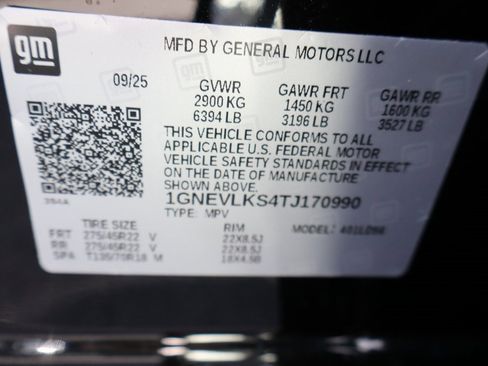 gm
MFD BY GENERAL MOTORS LLC
09/25
GVWR GAWR FRT GAWR RR
2900 KG 1450 KG 1600 KG
6394 LB 3196 LB 3527 LB
THIS VEHICLE CONFORMS TO ALL
APPLICABLE U.S. FEDERAL MOTOR
VEHICLE SAFETY STANDARDS IN EFFECT
ON THE DATE OF MANUFACTURE
SHOWN ABOVE.
1GNEVLKS4TJ170990
TYPE: MPV
TIRE SIZE RIM MODEL:
FRT 275/45R22 V 22X8.5J
RR 275/45R22 V 22X8.5J
SPA T135/70R18 M 18X4.5B